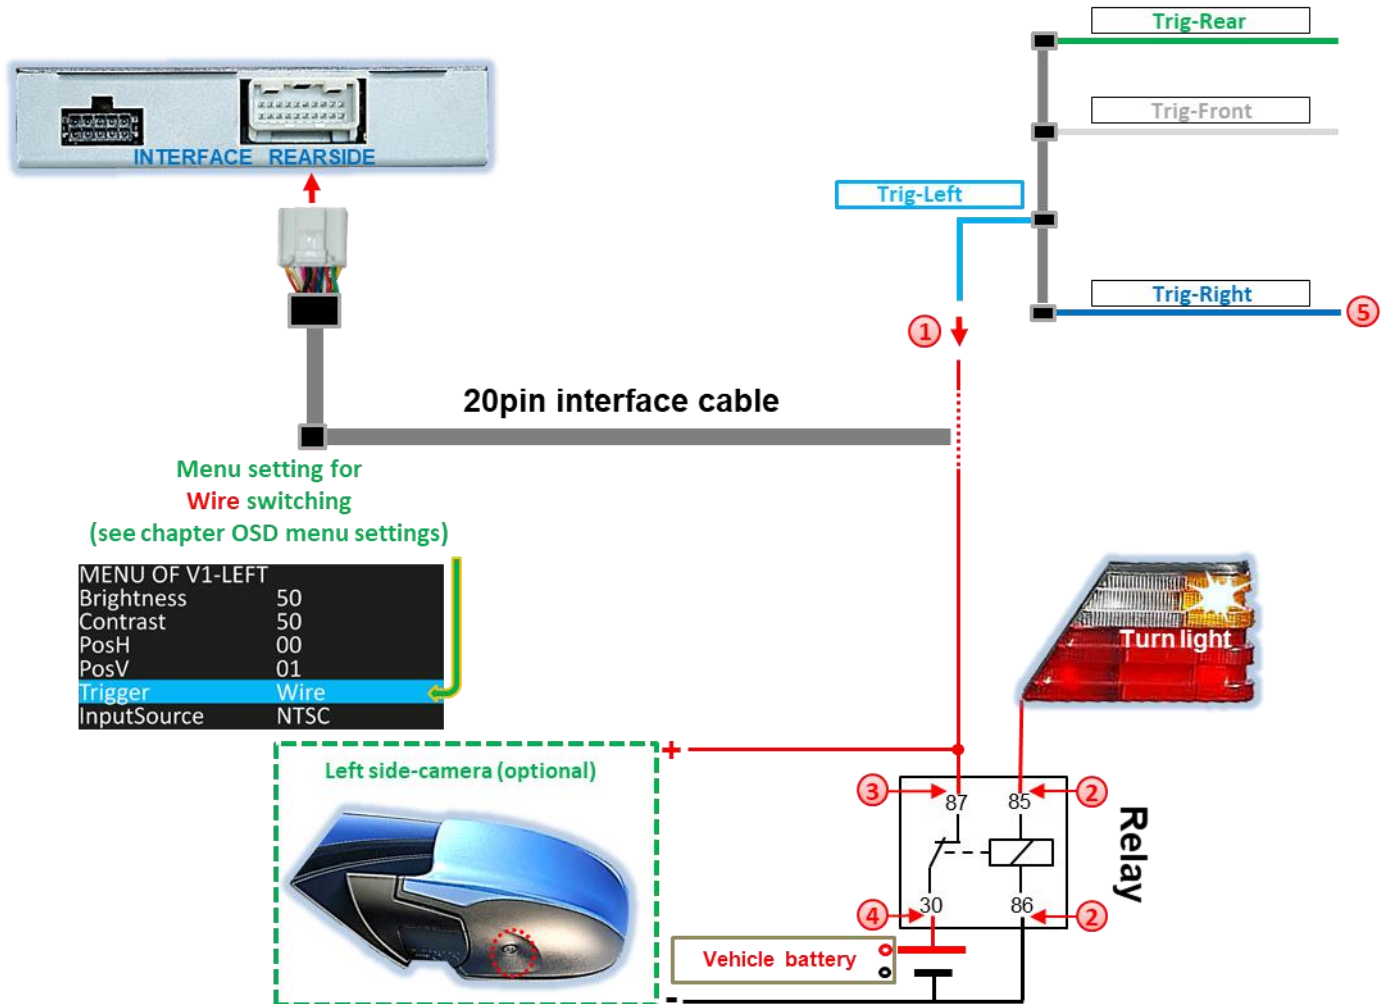 Trig-Rear
Trig-Front
Trig-Left
Trig-Right
5
INTERFACE REARSIDE
1
20pin interface cable
Menu setting for
Wire switching
(see chapter OSD menu settings)
MENU OF V1-LEFT
Brightness 50
Contrast 50
PosH 00
PosV 01
Trigger Wire
InputSource NTSC
Turn light
+
Left side-camera (optional)
3
87
85
2
Relay
4
30
86
2
Vehicle battery
-